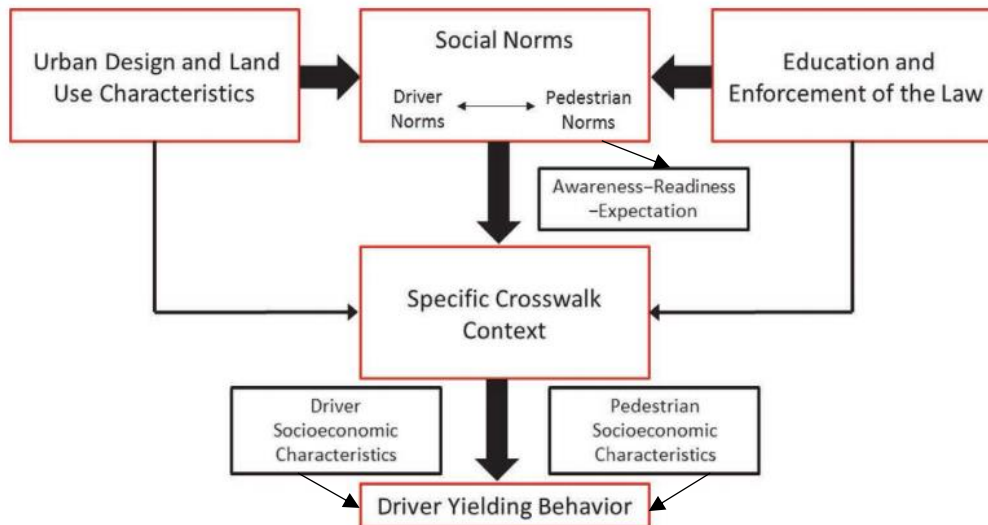 Urban Design and Land
Use Characteristics
Social Norms
Driver
Norms
Pedestrian
Norms
Education and
Enforcement of the Law
Awareness–Readiness
–Expectation
Specific Crosswalk
Context
Driver
Socioeconomic
Characteristics
Pedestrian
Socioeconomic
Characteristics
Driver Yielding Behavior